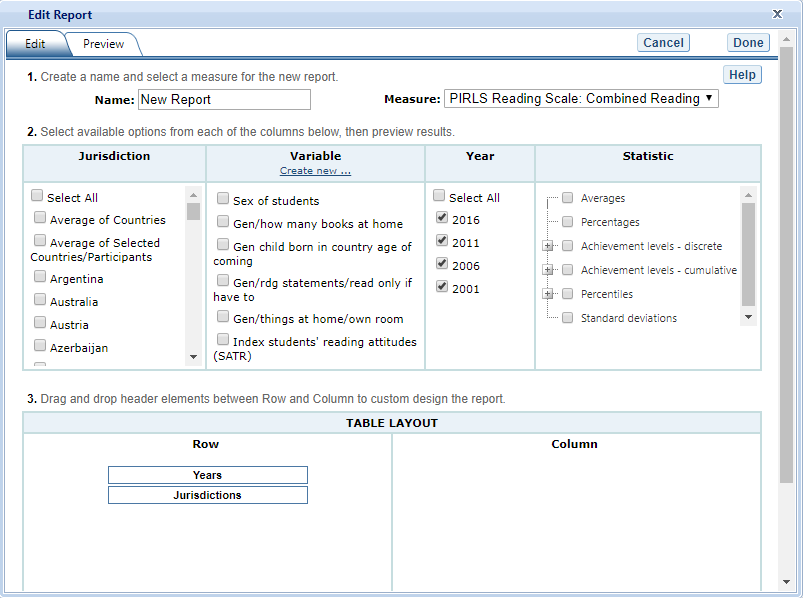 Edit Report
X
Edit
Preview
Cancel
Done
1. Create a name and select a measure for the new report.
Help
Name: New Report
Measure: PIRLS Reading Scale: Combined Reading
2. Select available options from each of the columns below, then preview results.
Jurisdiction
Select All
Average of Countries
Average of Selected
Countries/Participants
Argentina
Australia
Austria
Azerbaijan
Variable
Create new ...
Sex of students
Gen/how many books at home
Gen child born in country age of
coming
Gen/rdg statements/read only if
have to
Gen/things at home/own room
Index students' reading attitudes
(SATR)
Year
Select All
2016
2011
2006
2001
Statistic
Averages
Percentages
Achievement levels - discrete
Achievement levels - cumulative
Percentiles
Standard deviations
3. Drag and drop header elements between Row and Column to custom design the report.
TABLE LAYOUT
Row
Column
Years
Jurisdictions